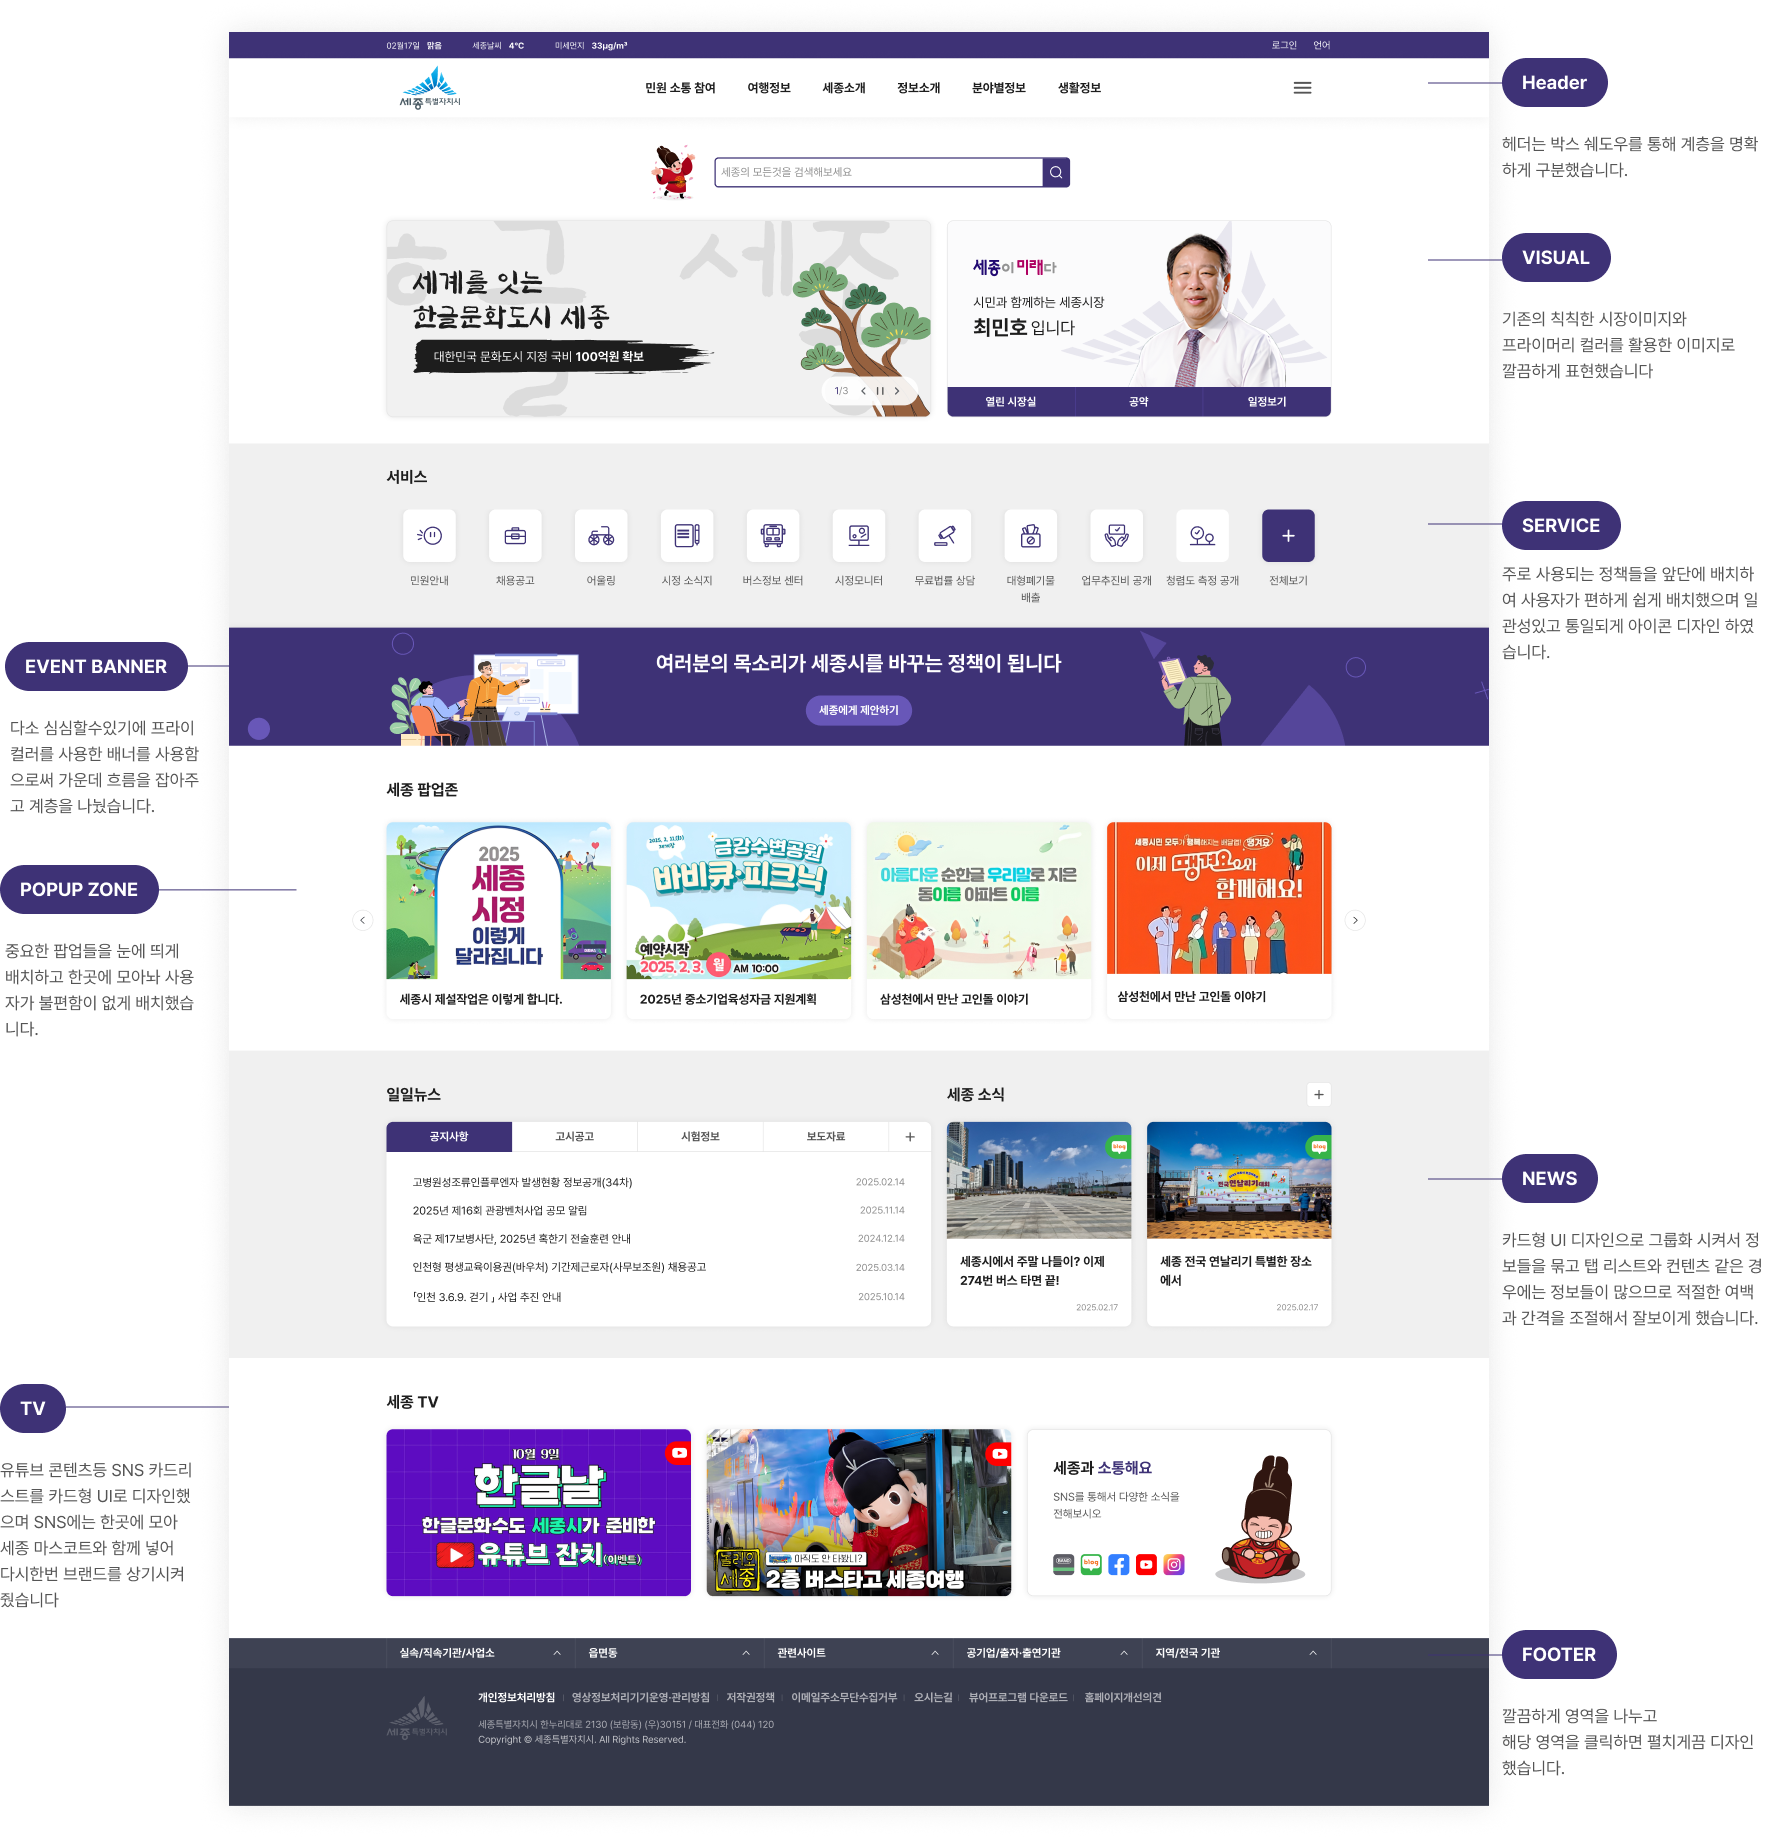 02월17일 맑음 세종날씨 4℃ 미세먼지 33μg/m³ 로그인 언어
세종특별자치시 민원 소통 참여 여행정보 세종소개 정보소개 분야별정보 생활정보
Header
헤더는 박스 쉐도우를 통해 계층을 명확
하게 구분했습니다.
세종의 모든것을 검색해보세요
세계를 잇는
한글문화도시 세종
대한민국 문화도시 지정 국비 100억원 확보
1/3
세종이 미래다
시민과 함께하는 세종시장
최민호 입니다
열린 시장실 공약 일정보기
VISUAL
기존의 칙칙한 시장이미지와
프라이머리 컬러를 활용한 이미지로
깔끔하게 표현했습니다
서비스
민원안내 채용공고 어울링 시정 소식지 버스정보 센터 시정모니터 무료법률 상담 대형폐기물 배출 업무추진비 공개 청렴도 측정 공개 전체보기
SERVICE
주로 사용되는 정책들을 앞단에 배치하
여 사용자가 편하게 쉽게 배치했으며 일
관성있고 통일되게 아이콘 디자인 하였
습니다.
EVENT BANNER
다소 심심할수있기에 프라이
컬러를 사용한 배너를 사용함
으로써 가운데 흐름을 잡아주
고 계층을 나눴습니다.
여러분의 목소리가 세종시를 바꾸는 정책이 됩니다
세종에게 제안하기
POPUP ZONE
중요한 팝업들을 눈에 띄게
배치하고 한곳에 모아놔 사용
자가 불편함이 없게 배치했습
니다.
세종 팝업존
2025
세종
시정
이렇게
달라집니다
세종시 제설작업은 이렇게 합니다.
금강수변공원
바비큐·피크닉
예약시작
2025. 2. 3. 월 AM 10:00
2025년 중소기업육성자금 지원계획
아름다운 순한글 우리말로 지은
동이름 아파트 이름
삼성천에서 만난 고인돌 이야기
세종시민 모두가 행복해지는 배달앱! 땡겨요
이제 땡겨요와
함께해요!
삼성천에서 만난 고인돌 이야기
일일뉴스
공지사항 고시공고 시험정보 보도자료
고병원성조류인플루엔자 발생현황 정보공개(34차) 2025.02.14
2025년 제16회 관광벤처사업 공모 알림 2025.11.14
육군 제17보병사단, 2025년 혹한기 전술훈련 안내 2024.12.14
인천형 평생교육이용권(바우처) 기간제근로자(사무보조원) 채용공고 2025.03.14
「인천 3.6.9. 걷기 」 사업 추진 안내 2025.10.14
세종 소식
blog
세종시에서 주말 나들이? 이제
274번 버스 타면 끝!
2025.02.17
blog
세종 전국 연날리기 특별한 장소
에서
2025.02.17
NEWS
카드형 UI 디자인으로 그룹화 시켜서 정
보들을 묶고 탭 리스트와 컨텐츠 같은 경
우에는 정보들이 많으므로 적절한 여백
과 간격을 조절해서 잘보이게 했습니다.
TV
유튜브 콘텐츠등 SNS 카드리
스트를 카드형 UI로 디자인했
으며 SNS에는 한곳에 모아
세종 마스코트와 함께 넣어
다시한번 브랜드를 상기시켜
줬습니다
세종 TV
10월 9일
한글날
한글문화수도 세종시가 준비한
유튜브 잔치(이벤트)
놀러오
세종
아직도 안 타봤니?
2층 버스타고 세종여행
세종과 소통해요
SNS를 통해서 다양한 소식을
전해보시오
BAND blog
실속/직속기관/사업소 읍면동 관련사이트 공기업/출자·출연기관 지역/전국 기관
개인정보처리방침 영상정보처리기기운영·관리방침 저작권정책 이메일주소무단수집거부 오시는길 뷰어프로그램 다운로드 홈페이지개선의견
세종특별자치시
세종특별자치시 한누리대로 2130 (보람동) (우)30151 / 대표전화 (044) 120
Copyright © 세종특별자치시. All Rights Reserved.
FOOTER
깔끔하게 영역을 나누고
해당 영역을 클릭하면 펼치게끔 디자인
했습니다.